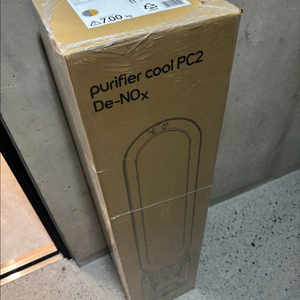 7.00 kg
purifier cool PC2
De-NOx